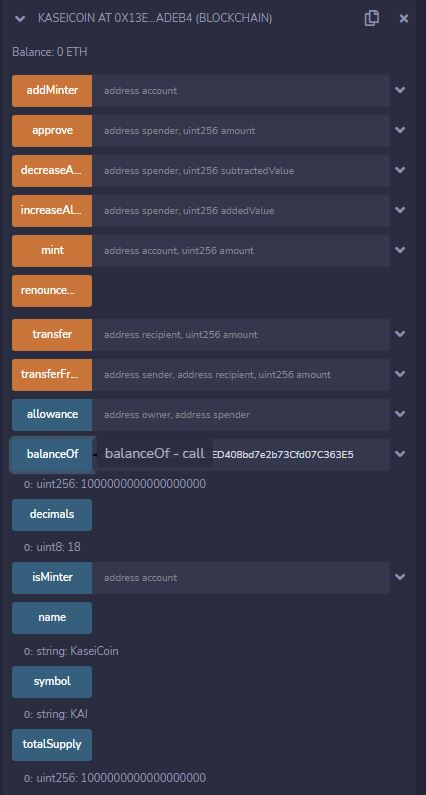 KASEICOIN AT 0X13E...ADEB4 (BLOCKCHAIN)
Balance: 0 ETH
addMinter address account
approve address spender, uint256 amount
decreaseA... address spender, uint256 subtractedValue
increaseAl... address spender, uint256 addedValue
mint address account, uint256 amount
renounce...
transfer address recipient, uint256 amount
transferFr... address sender, address recipient, uint256 amount
allowance address owner, address spender
balanceOf balanceOf - call ED408bd7e2b73Cfd07C363E5
0: uint256: 1000000000000000000
decimals
0: uint8: 18
isMinter address account
name
0: string: KaseiCoin
symbol
0: string: KAI
totalSupply
0: uint256: 1000000000000000000